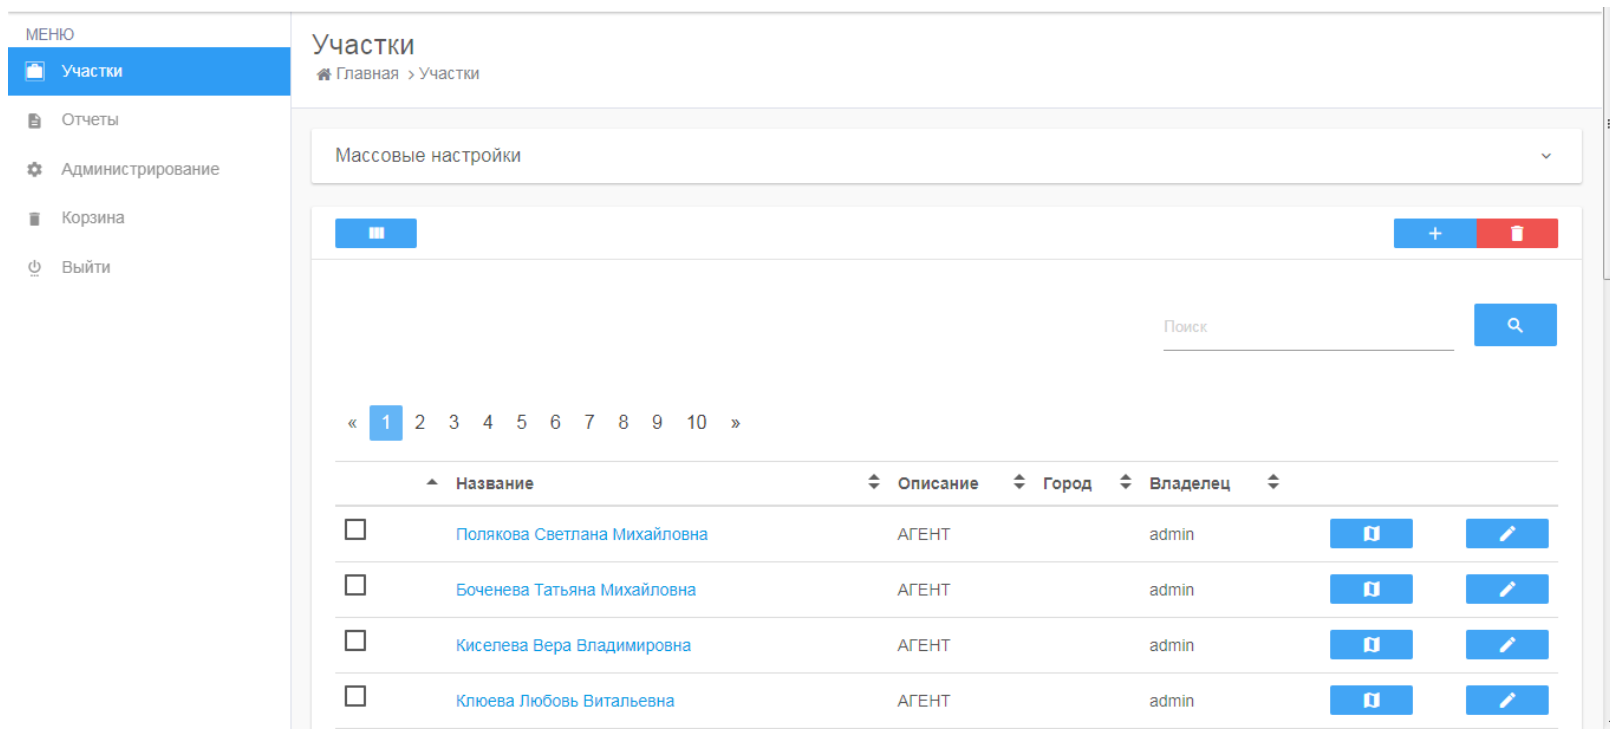 МЕНЮ
Участки
Отчеты
Администрирование
Корзина
Выйти
Участки
Главная > Участки
Массовые настройки
Поиск
« 1 2 3 4 5 6 7 8 9 10 »
Название Описание Город Владелец
Полякова Светлана Михайловна АГЕНТ admin
Боченева Татьяна Михайловна АГЕНТ admin
Киселева Вера Владимировна АГЕНТ admin
Клюева Любовь Витальевна АГЕНТ admin